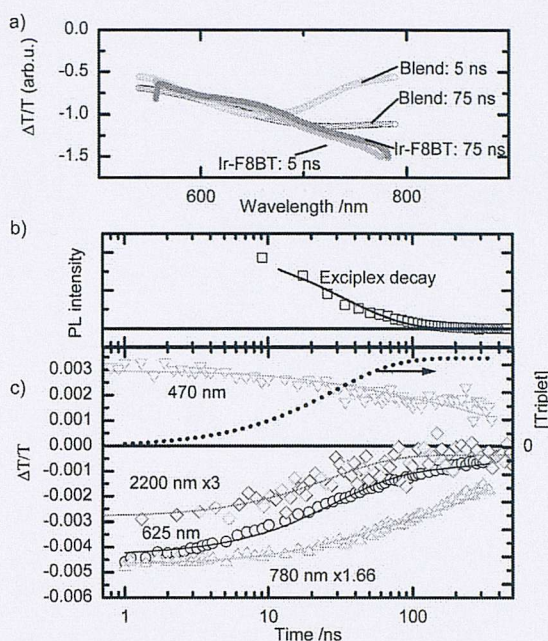 a)
0.0
-0.5
-1.0
-1.5
ΔT/T (arb.u.)
Blend: 5 ns
Blend: 75 ns
Ir-F8BT: 75 ns
Ir-F8BT: 5 ns
600
800
Wavelength /nm
b)
PL intensity
Exciplex decay
c)
0.003
0.002
0.001
0.000
-0.001
-0.002
-0.003
-0.004
-0.005
-0.006
ΔT/T
470 nm
2200 nm x3
625 nm
780 nm x1.66
0
[Triplet]
1
10
100
Time /ns